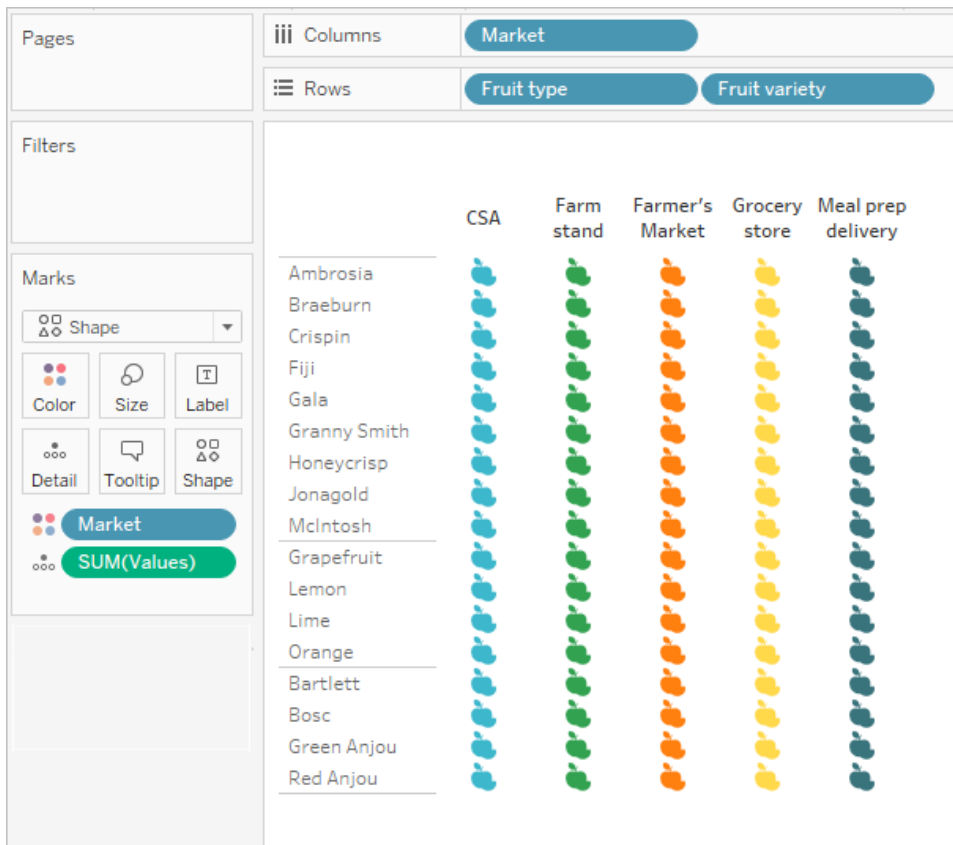 Pages
Columns
Market
Rows
Fruit type
Fruit variety
Filters
Marks
Shape
Color
Size
T
Label
Detail
Tooltip
Shape
Market
SUM(Values)
CSA
Farm
stand
Farmer's
Market
Grocery
store
Meal prep
delivery
Ambrosia
Braeburn
Crispin
Fiji
Gala
Granny Smith
Honeycrisp
Jonagold
McIntosh
Grapefruit
Lemon
Lime
Orange
Bartlett
Bosc
Green Anjou
Red Anjou